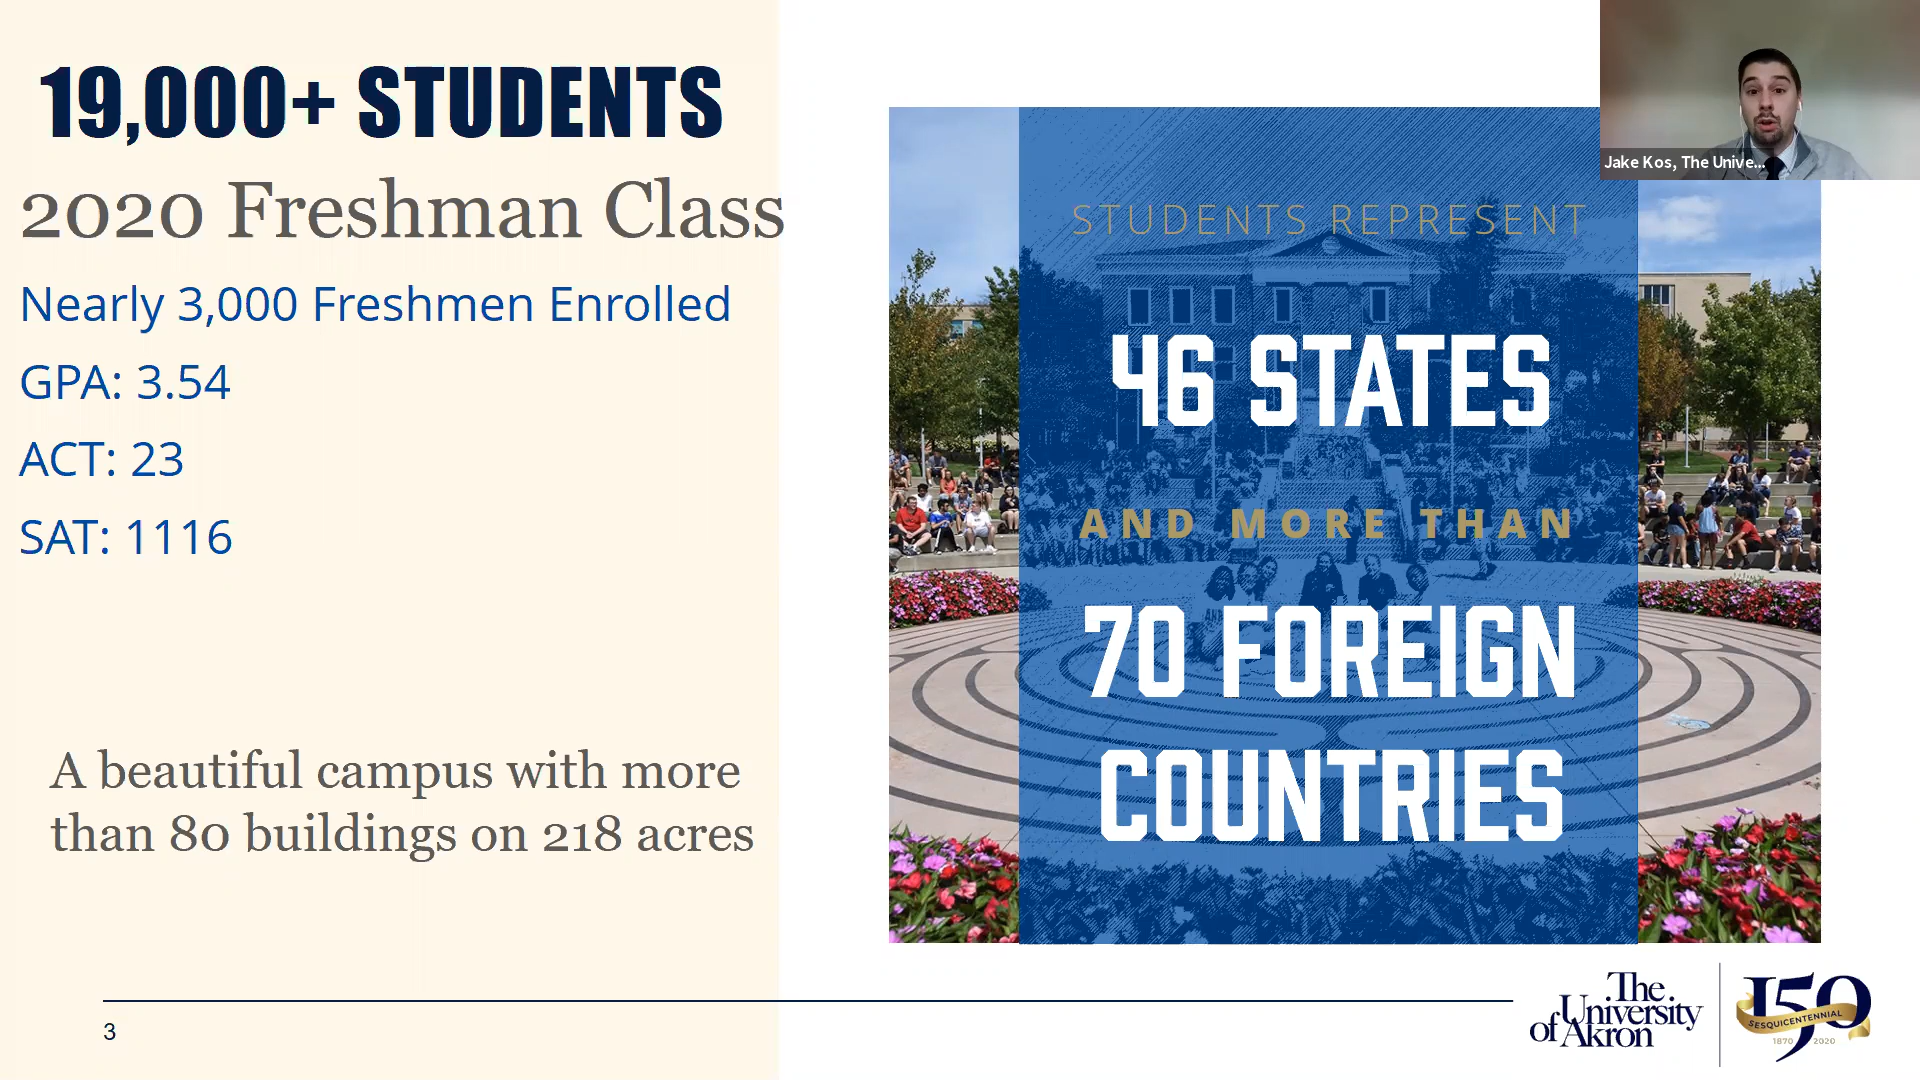 19,000+ STUDENTS
2020 Freshman Class
Nearly 3,000 Freshmen Enrolled
GPA: 3.54
ACT: 23
SAT: 1116
A beautiful campus with more
than 80 buildings on 218 acres
STUDENTS REPRESENT
46 STATES
AND MORE THAN
70 FOREIGN
COUNTRIES
Jake Kos, The Unive...
3
The
University
of Akron
150
SESQUICENTENNIAL
1870 2020